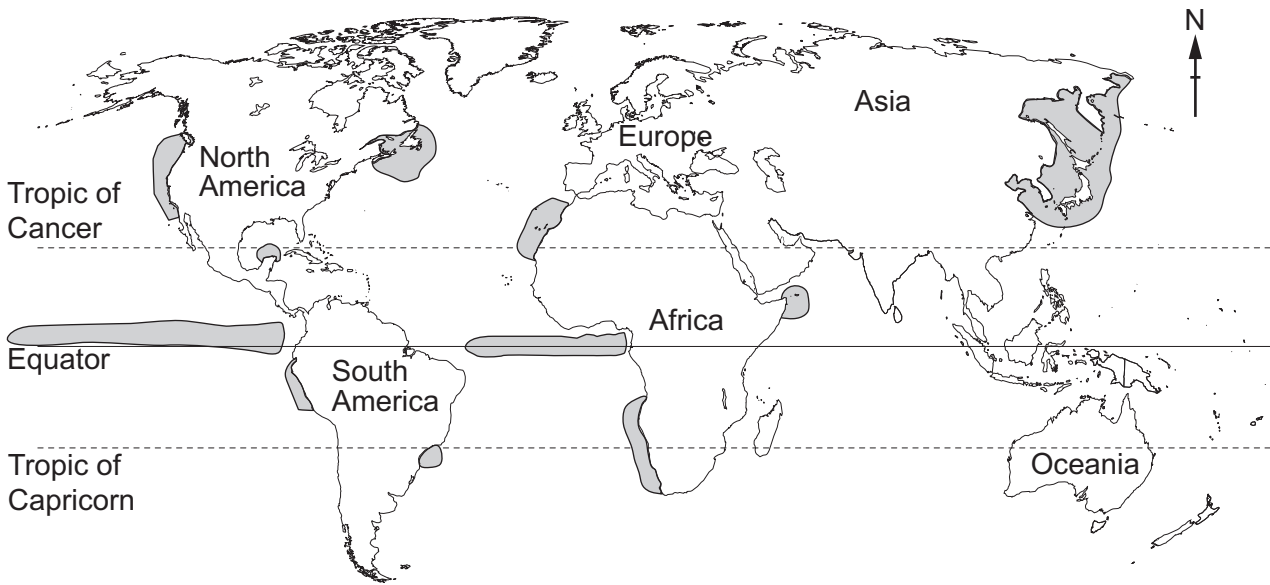 N
Asia
Europe
North
America
Tropic of
Cancer
Africa
Equator
South
America
Tropic of
Capricorn
Oceania